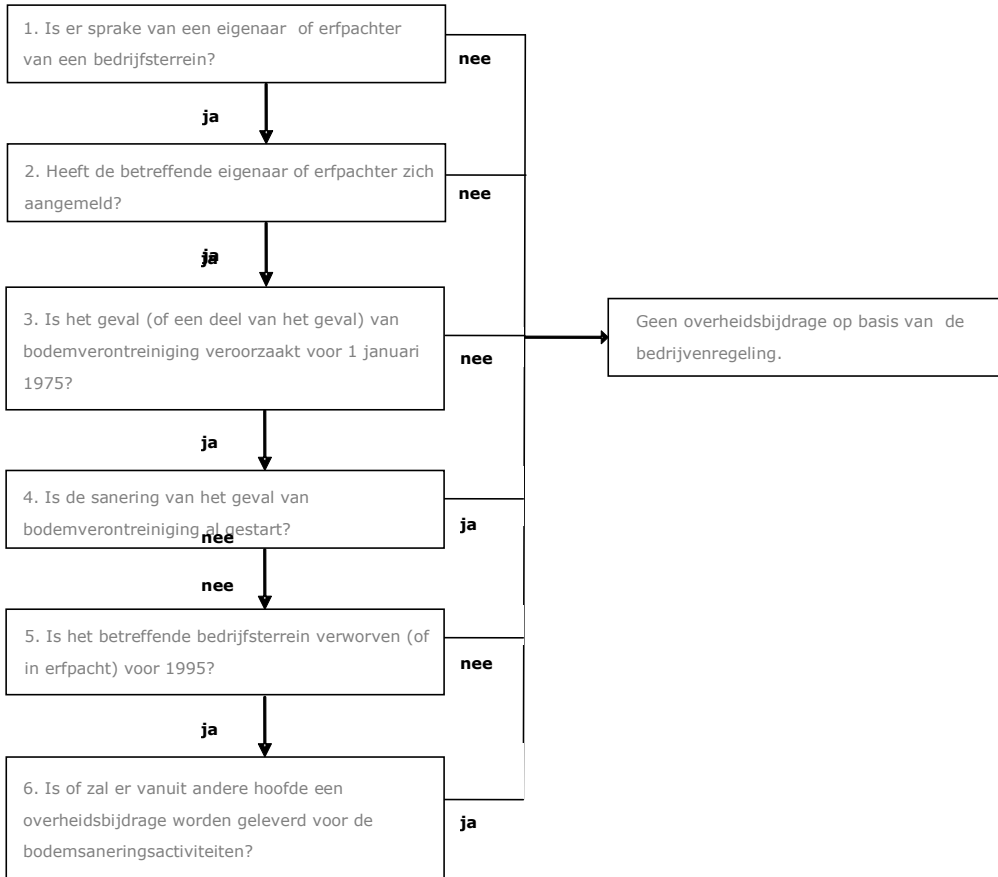 1. Is er sprake van een eigenaar of erfpachter
van een bedrijfsterrein?
nee
ja
2. Heeft de betreffende eigenaar of erfpachter zich
aangemeld?
nee
ja
ja
3. Is het geval (of een deel van het geval) van
bodemverontreiniging veroorzaakt voor 1 januari
1975?
nee
Geen overheidsbijdrage op basis van de
bedrijvenregeling.
ja
4. Is de sanering van het geval van
bodemverontreiniging al gestart?
ja
nee
nee
5. Is het betreffende bedrijfsterrein verworven (of
in erfpacht) voor 1995?
nee
ja
6. Is of zal er vanuit andere hoofde een
overheidsbijdrage worden geleverd voor de
bodemsaneringsactiviteiten?
ja